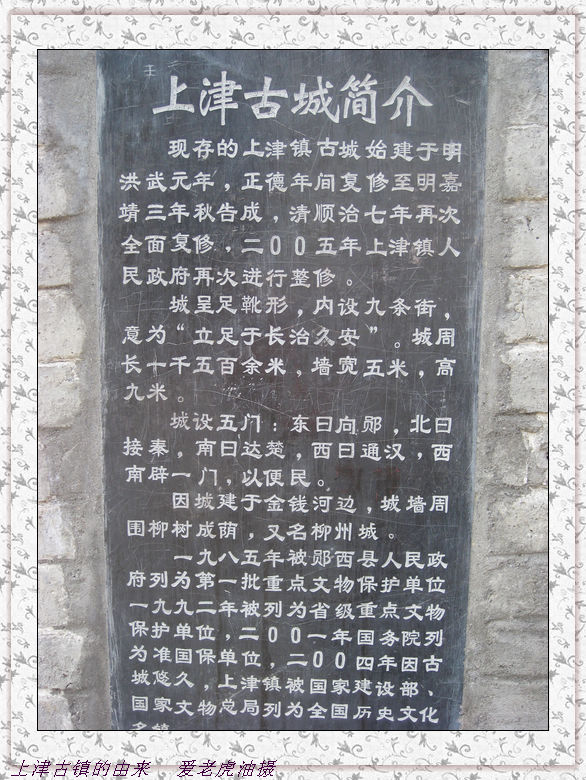 上津古城简介
现存的上津镇古城始建于明
洪武元年，正德年间复修至明嘉
靖三年秋告成，清顺治七年再次
全面复修，二00五年上津镇人
民政府再次进行整修。
城呈足靴形，内设九条街，
意为“立足于长治久安”。城周
长一千五百余米，墙宽五米，高
九米。
城设五门：东曰向郧，北曰
接秦，南曰达楚，西曰通汉，西
南辟一门，以便民。
因城建于金钱河边，城墙周
围柳树成荫，又名柳州城。
一九八五年被郧西县人民政
府列为第一批重点文物保护单位
一九九二年被列为省级重点文物
保护单位，二00一年国务院列
为准国保单位，二00四年因古
城悠久，上津镇被国家建设部、
国家文物总局列为全国历史文化
名镇
上津古镇的由来 爱老虎油摄